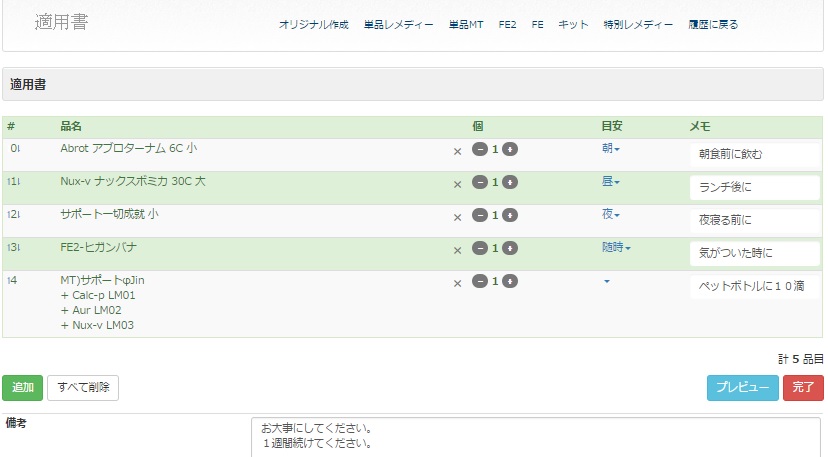 適用書
オリジナル作成 単品レメディー 単品MT FE2 FE キット 特別レメディー 履歴に戻る
適用書
# 品名 個 目安 メモ
0↓ Abrot アブロターナム 6C 小 × − 1 + 朝 朝食前に飲む
↑1↓ Nux-v ナックスボミカ 30C 大 × − 1 + 昼 ランチ後に
↑2↓ サポート一切成就 小 × − 1 + 夜 夜寝る前に
↑3↓ FE2-ヒガンバナ × − 1 + 随時 気がついた時に
↑4 MT)サポートφJin × − 1 + ペットボトルに１０滴
+ Calc-p LM01
+ Aur LM02
+ Nux-v LM03
計 5 品目
追加 すべて削除 プレビュー 完了
備考 お大事にしてください。
１週間続けてください。